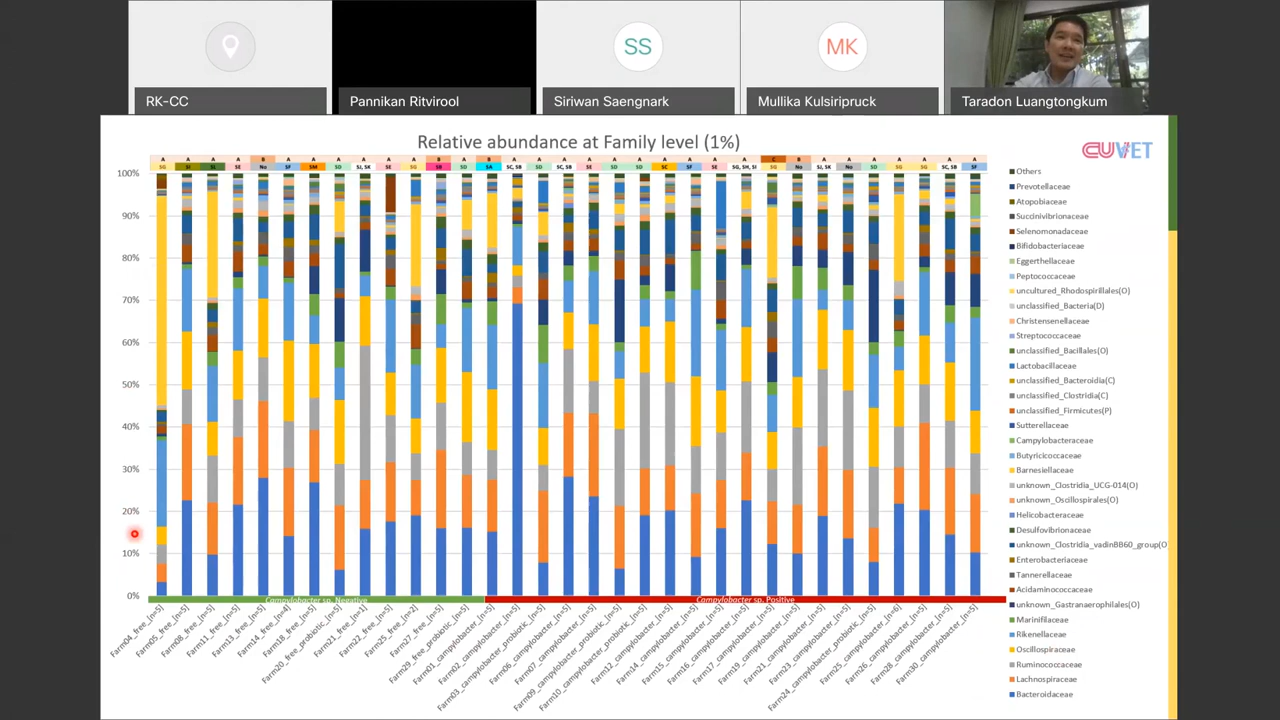 RK-CC
Pannikan Ritvirool
SS
Siriwan Saengnark
MK
Mullika Kulsiripruck
Taradon Luangtongkum
Relative abundance at Family level (1%)
CUVET
100%
90%
80%
70%
60%
50%
40%
30%
20%
10%
0%
Campylobacter sp. Negative
Campylobacter sp. Positive
Farm04_free_(n=5)
Farm05_free_(n=5)
Farm08_free_(n=5)
Farm11_free_(n=5)
Farm13_free_(n=5)
Farm14_free_(n=4)
Farm18_free_(n=5)
Farm20_free_probiotic_(n=5)
Farm21_free_(n=5)
Farm22_free_(n=5)
Farm25_free_(n=2)
Farm27_free_(n=5)
Farm29_free_probiotic_(n=5)
Farm01_campylobacter_(n=5)
Farm02_campylobacter_(n=5)
Farm03_campylobacter_probiotic_(n=5)
Farm06_campylobacter_(n=5)
Farm07_campylobacter_(n=5)
Farm09_campylobacter_probiotic_(n=5)
Farm10_campylobacter_probiotic_(n=5)
Farm12_campylobacter_(n=5)
Farm14_campylobacter_(n=5)
Farm15_campylobacter_(n=5)
Farm16_campylobacter_(n=5)
Farm17_campylobacter_(n=5)
Farm19_campylobacter_(n=5)
Farm21_campylobacter_(n=5)
Farm23_campylobacter_(n=5)
Farm24_campylobacter_probiotic_(n=5)
Farm25_campylobacter_(n=6)
Farm26_campylobacter_(n=5)
Farm28_campylobacter_(n=5)
Farm30_campylobacter_(n=5)
Others
Prevotellaceae
Atopobiaceae
Succinivibrionaceae
Selenomonadaceae
Bifidobacteriaceae
Eggerthellaceae
Peptococcaceae
uncultured_Rhodospirillales(O)
unclassified_Bacteria(D)
Christensenellaceae
Streptococcaceae
unclassified_Bacillales(O)
Lactobacillaceae
unclassified_Bacteroidia(C)
unclassified_Clostridia(C)
unclassified_Firmicutes(P)
Sutterellaceae
Campylobacteraceae
Butyricicoccaceae
Barnesiellaceae
unknown_Clostridia_UCG-014(O)
unknown_Oscillospirales(O)
Helicobacteraceae
Desulfovibrionaceae
unknown_Clostridia_vadinBB60_group(O
Enterobacteriaceae
Tannerellaceae
Acidaminococcaceae
unknown_Gastranaerophilales(O)
Marinifilaceae
Rikenellaceae
Oscillospiraceae
Ruminococcaceae
Lachnospiraceae
Bacteroidaceae